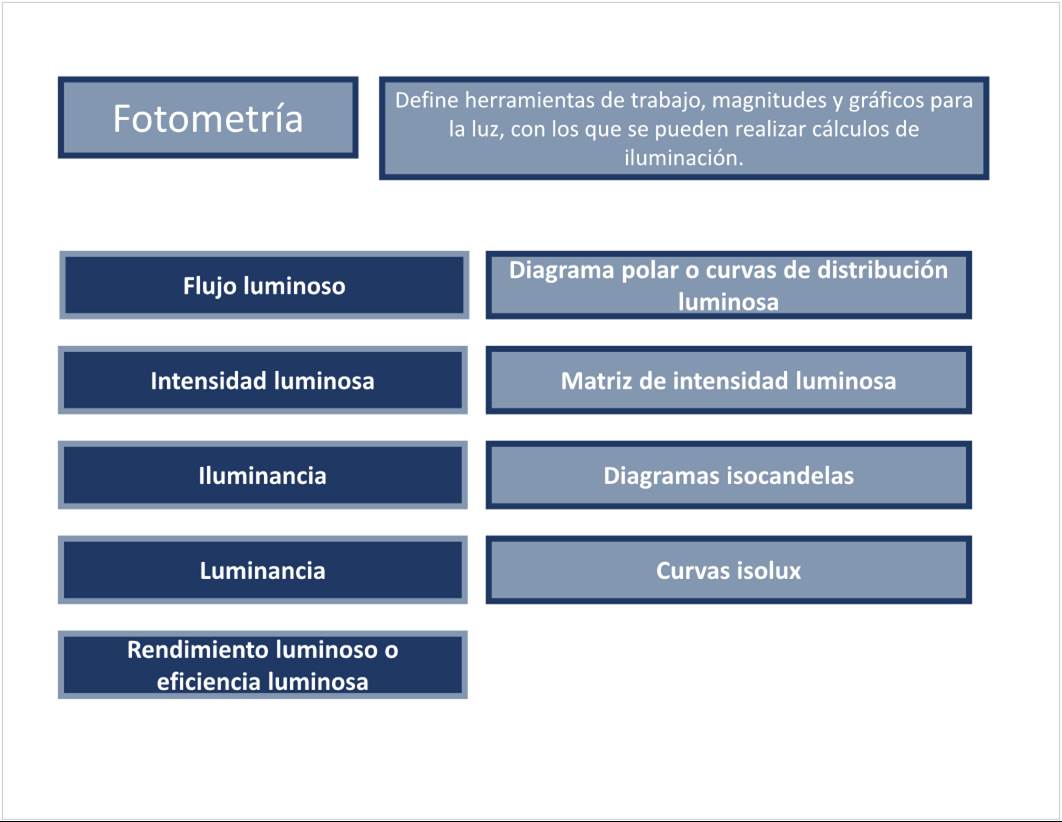 Fotometría
Define herramientas de trabajo, magnitudes y gráficos para
la luz, con los que se pueden realizar cálculos de
iluminación.
Flujo luminoso
Diagrama polar o curvas de distribución
luminosa
Intensidad luminosa
Matriz de intensidad luminosa
Iluminancia
Diagramas isocandelas
Luminancia
Curvas isolux
Rendimiento luminoso o
eficiencia luminosa